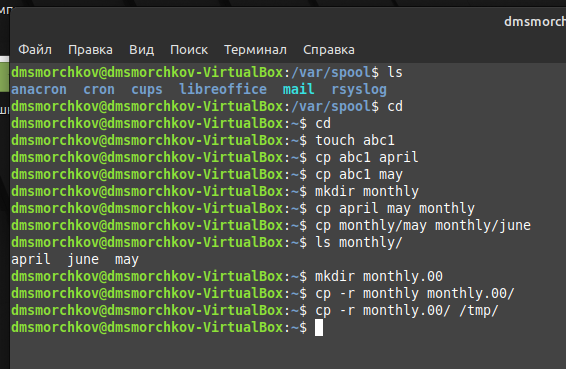 dmsmorchk
Файл Правка Вид Поиск Терминал Справка
dmsmorchkov@dmsmorchkov-VirtualBox:/var/spool$ ls
anacron cron cups libreoffice mail rsyslog
dmsmorchkov@dmsmorchkov-VirtualBox:/var/spool$ cd
dmsmorchkov@dmsmorchkov-VirtualBox:~$ cd
dmsmorchkov@dmsmorchkov-VirtualBox:~$ touch abc1
dmsmorchkov@dmsmorchkov-VirtualBox:~$ cp abc1 april
dmsmorchkov@dmsmorchkov-VirtualBox:~$ cp abc1 may
dmsmorchkov@dmsmorchkov-VirtualBox:~$ mkdir monthly
dmsmorchkov@dmsmorchkov-VirtualBox:~$ cp april may monthly
dmsmorchkov@dmsmorchkov-VirtualBox:~$ cp monthly/may monthly/june
dmsmorchkov@dmsmorchkov-VirtualBox:~$ ls monthly/
april june may
dmsmorchkov@dmsmorchkov-VirtualBox:~$ mkdir monthly.00
dmsmorchkov@dmsmorchkov-VirtualBox:~$ cp -r monthly monthly.00/
dmsmorchkov@dmsmorchkov-VirtualBox:~$ cp -r monthly.00/ /tmp/
dmsmorchkov@dmsmorchkov-VirtualBox:~$